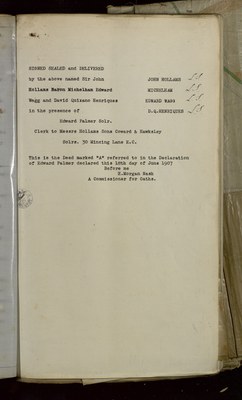 SIGNED SEALED and DELIVERED
by the above named Sir John JOHN HOLLAMS
Hollams Baron Michelham Edward MICHELHAM
Wagg and David Quixano Henriques EDWARD WAGG
in the presence of D.Q.HENRIQUES
Edward Palmer Solr.
Clerk to Messrs Hollams Sons Coward & Hawksley
Solrs. 30 Mincing Lane E.C.
This is the Deed marked "A" referred to in the Declaration
of Edward Palmer declared this 18th day of June 1907
Before me
E.Morgan Nash
A Commissioner for Oaths.